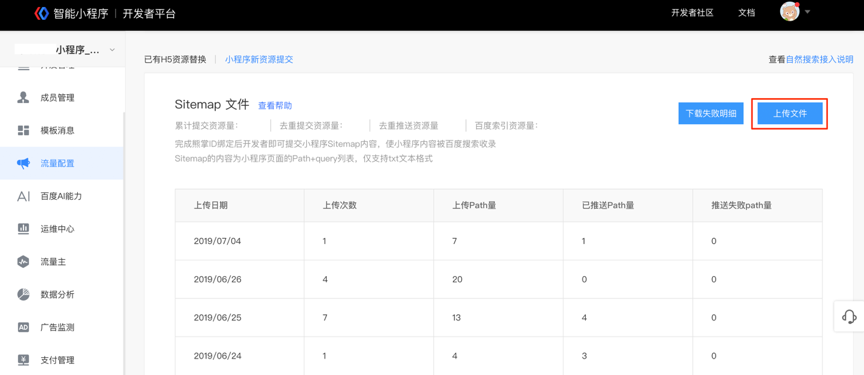 智能小程序 | 开发者平台
开发者社区
文档
小程序_...
成员管理
模板消息
流量配置
百度AI能力
运维中心
流量主
数据分析
广告监测
支付管理
已有H5资源替换 | 小程序新资源提交
查看自然搜索接入说明
Sitemap 文件 查看帮助
下载失败明细
上传文件
累计提交资源量： | 去重提交资源量： | 去重推送资源量 | 百度索引资源量：
完成熊掌ID绑定后开发者即可提交小程序Sitemap内容，使小程序内容被百度搜索收录
Sitemap的内容为小程序页面的Path+query列表，仅支持txt文本格式
上传日期 上传次数 上传Path量 已推送Path量 推送失败path量
2019/07/04 1 7 1 0
2019/06/26 4 20 0 0
2019/06/25 7 13 4 0
2019/06/24 1 4 3 0